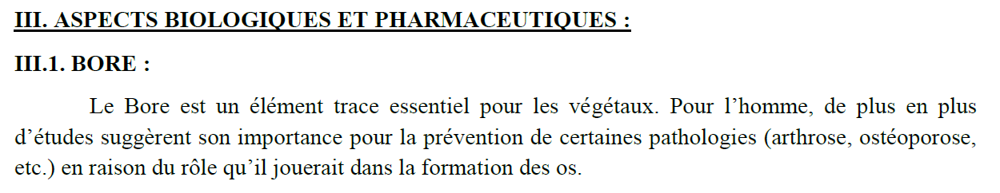 III. ASPECTS BIOLOGIQUES ET PHARMACEUTIQUES :
III.1. BORE :
Le Bore est un élément trace essentiel pour les végétaux. Pour l’homme, de plus en plus
d’études suggèrent son importance pour la prévention de certaines pathologies (arthrose, ostéoporose,
etc.) en raison du rôle qu’il jouerait dans la formation des os.